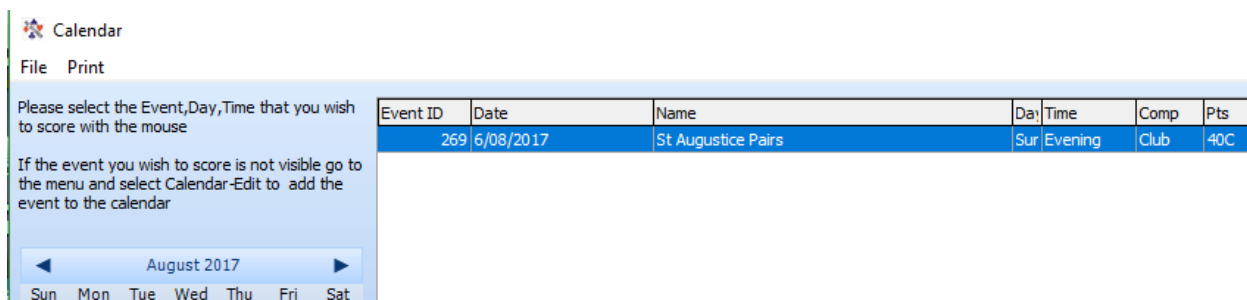 Calendar
File Print
Please select the Event,Day,Time that you wish
to score with the mouse
If the event you wish to score is not visible go to
the menu and select Calendar-Edit to add the
event to the calendar
August 2017
Sun Mon Tue Wed Thu Fri Sat
Event ID Date Name Day Time Comp Pts
269 6/08/2017 St Augustice Pairs Sur Evening Club 40C